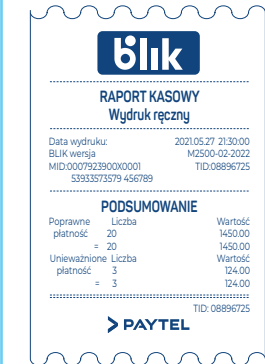 blik
RAPORT KASOWY
Wydruk ręczny
Data wydruku: 2021.05.27 21:30:00
BLIK wersja M2500-02-2022
MID:0007923900X0001 TID:08896725
53933573579 456789
PODSUMOWANIE
Poprawne Liczba Wartość
płatność 20 1450.00
= 20 1450.00
Unieważnione Liczba Wartość
płatność 3 124.00
= 3 124.00
TID: 08896725
PAYTEL